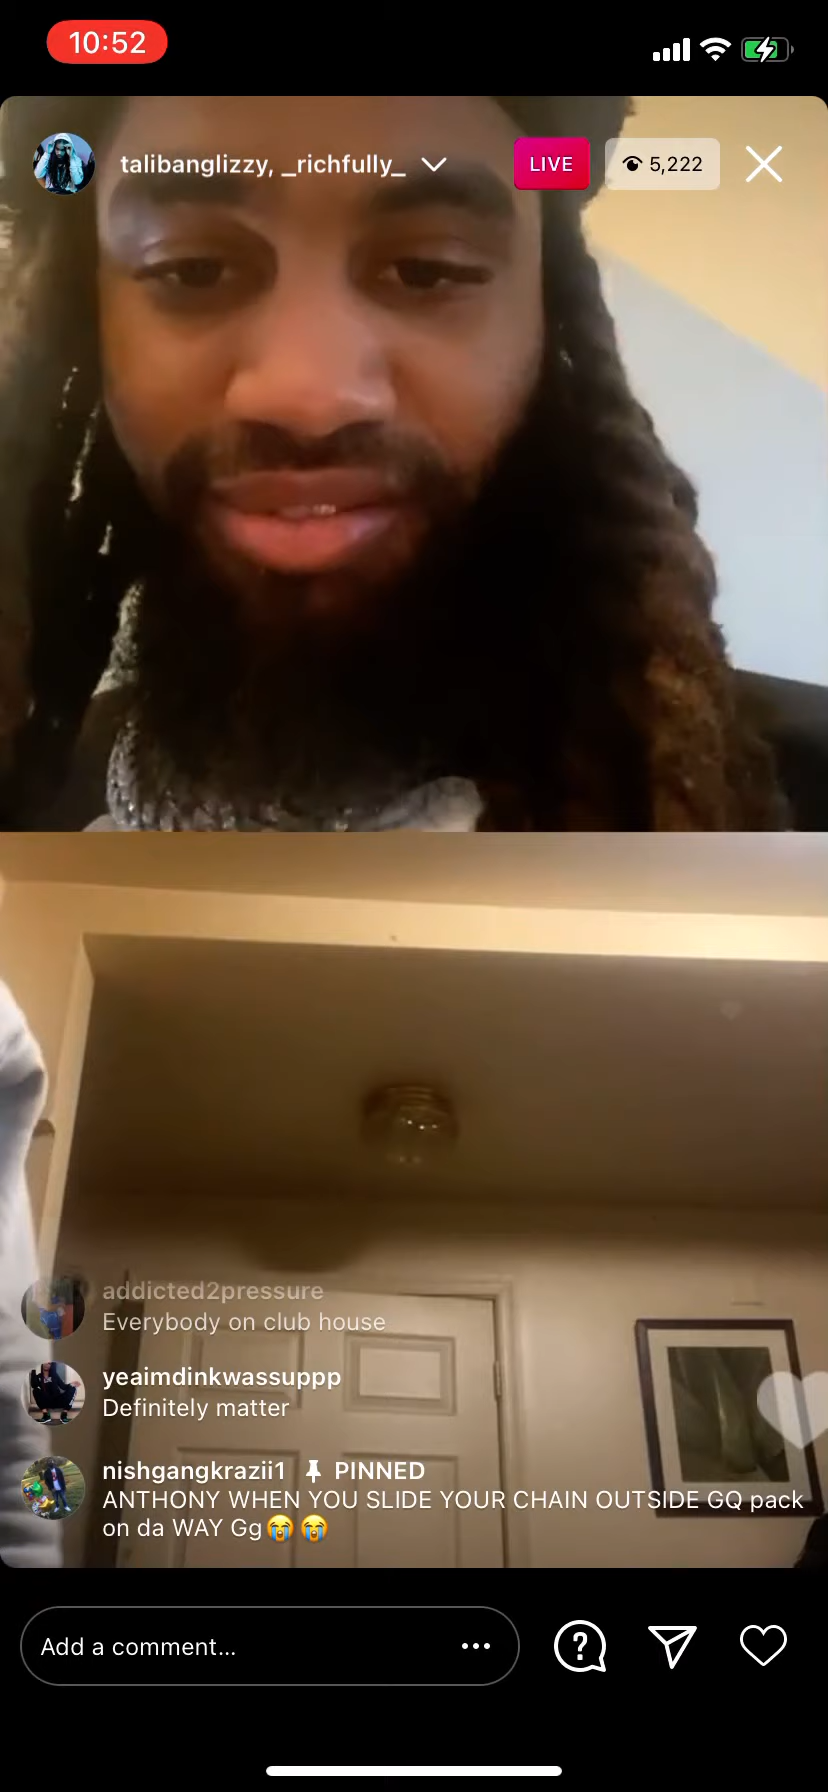 10:52
talibanglizzy, _richfully_
LIVE
5,222
addicted2pressure
Everybody on club house
yeaimdinkwassuppp
Definitely matter
nishgangkrazii1 PINNED
ANTHONY WHEN YOU SLIDE YOUR CHAIN OUTSIDE GQ pack
on da WAY Gg😭😭
Add a comment...